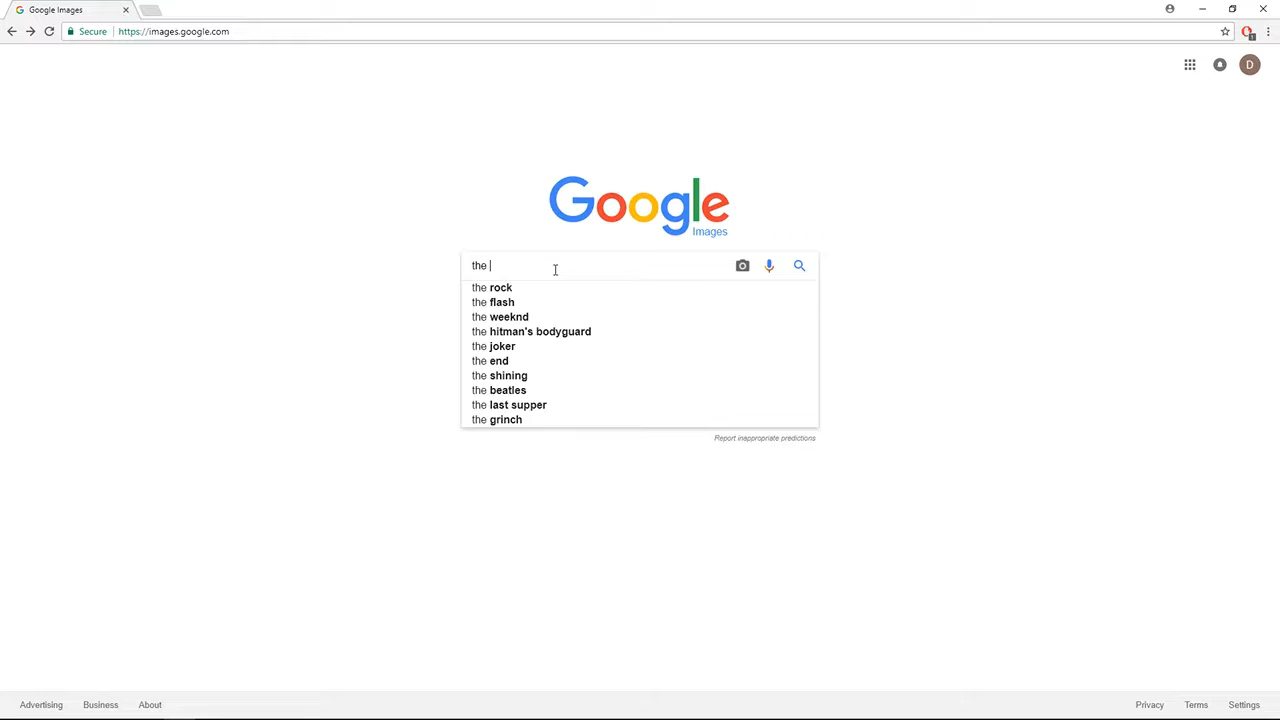 Google Images
Secure
https://images.google.com
1
D
Google
Images
the
the rock
the flash
the weeknd
the hitman's bodyguard
the joker
the end
the shining
the beatles
the last supper
the grinch
Report inappropriate predictions
Advertising Business About Privacy Terms Settings